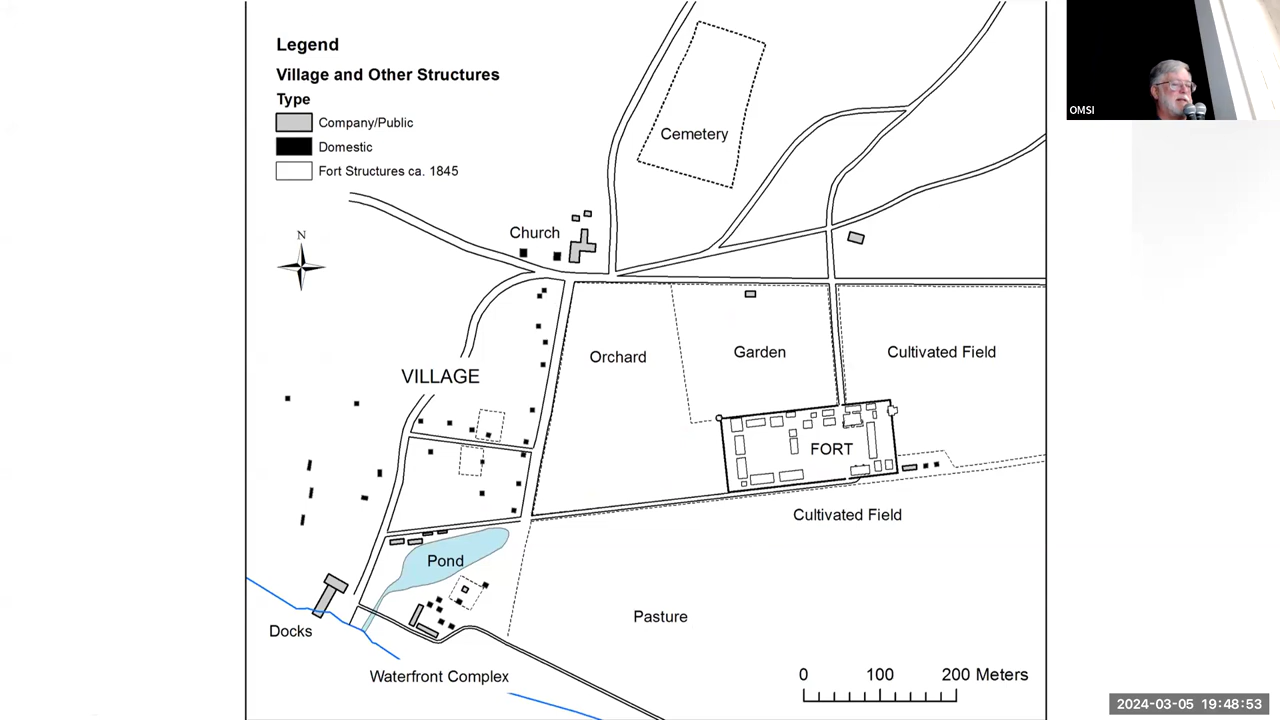 Legend
Village and Other Structures
Type
Company/Public
Domestic
Fort Structures ca. 1845
N
Cemetery
Church
Orchard
Garden
Cultivated Field
VILLAGE
FORT
Cultivated Field
Pond
Pasture
Docks
Waterfront Complex
0 100 200 Meters
OMSI
2024-03-05 19:48:53